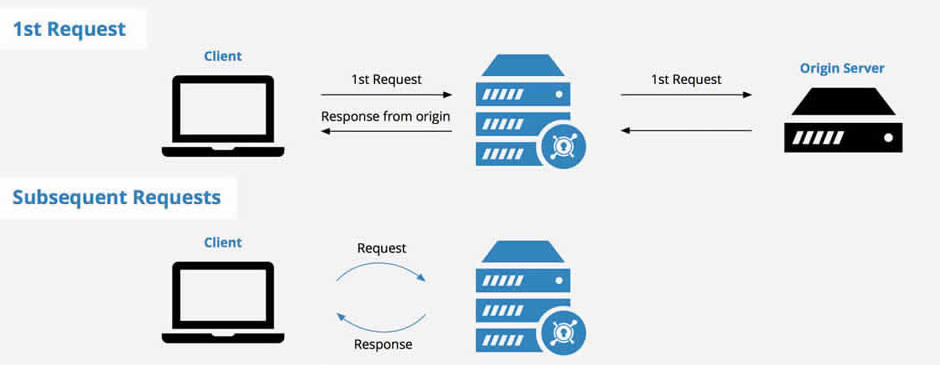 1st Request
Client
1st Request
1st Request
Origin Server
Response from origin
Subsequent Requests
Client
Request
Response